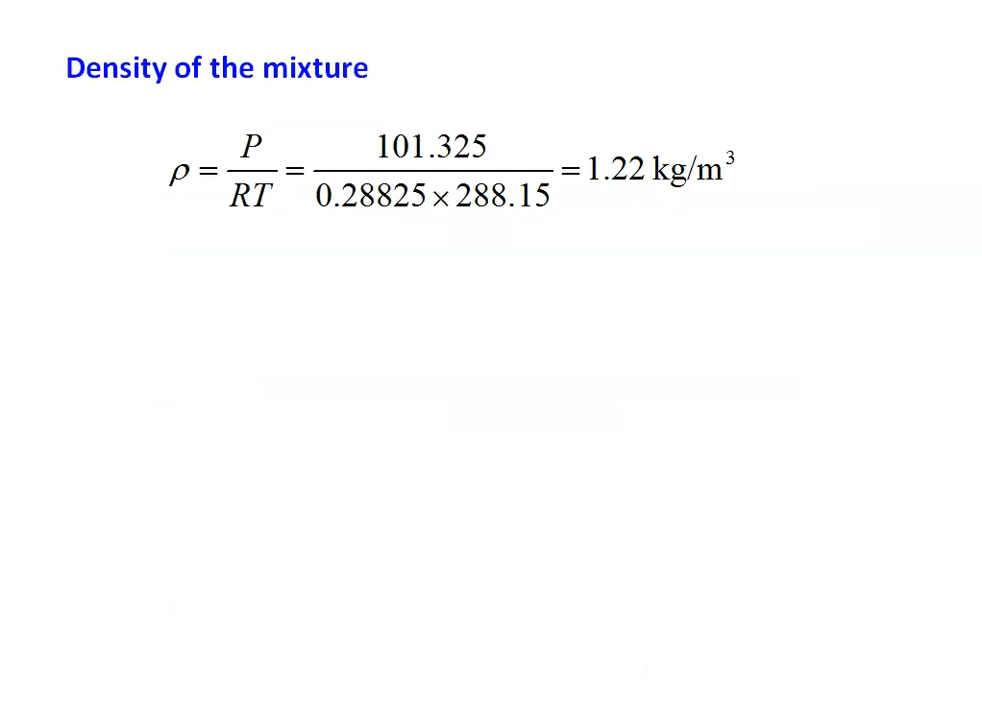 Density of the mixture
ρ = P / RT = 101.325 / 0.28825 × 288.15 = 1.22 kg/m³